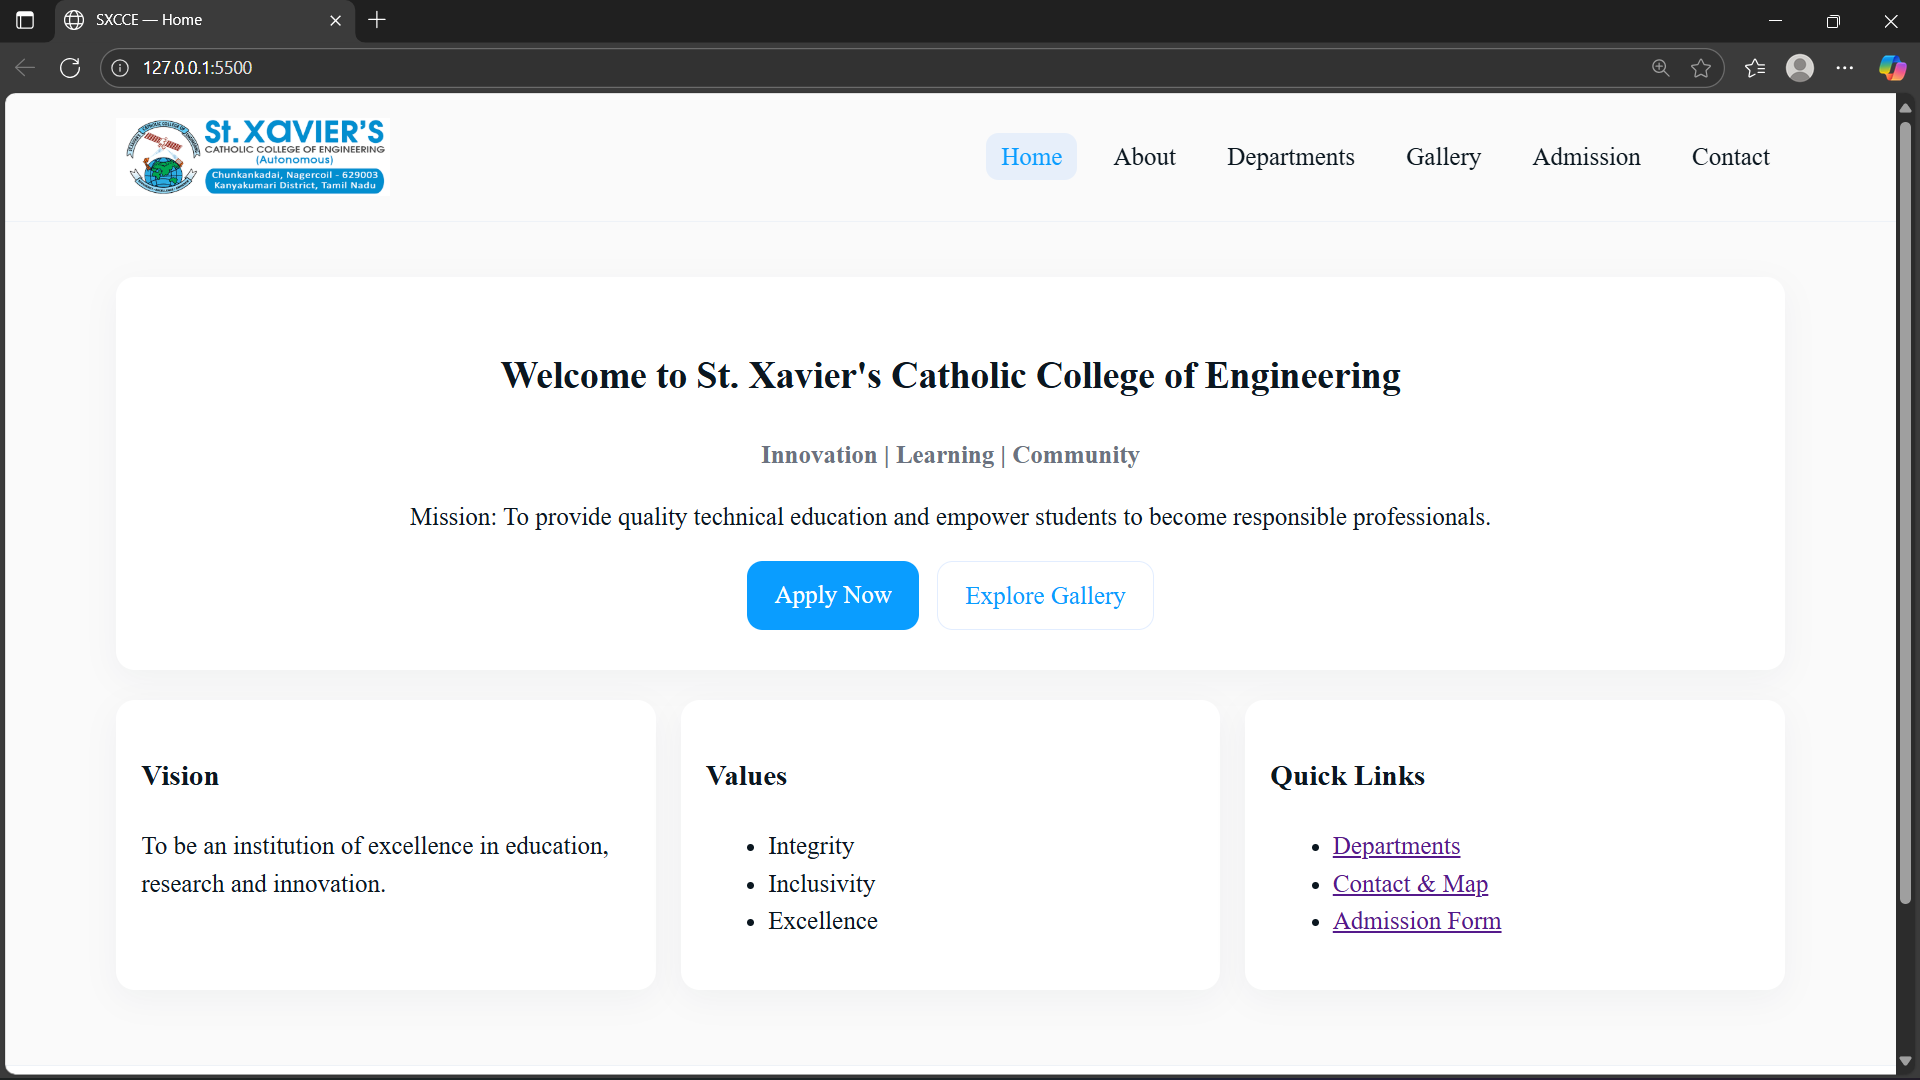 SXCCE — Home
127.0.0.1:5500
St. XAVIER'S
CATHOLIC COLLEGE OF ENGINEERING
(Autonomous)
Chunkankadai, Nagercoil - 629003
Kanyakumari District, Tamil Nadu
Home About Departments Gallery Admission Contact
Welcome to St. Xavier's Catholic College of Engineering
Innovation | Learning | Community
Mission: To provide quality technical education and empower students to become responsible professionals.
Apply Now Explore Gallery
Vision
To be an institution of excellence in education,
research and innovation.
Values
• Integrity
• Inclusivity
• Excellence
Quick Links
• Departments
• Contact & Map
• Admission Form